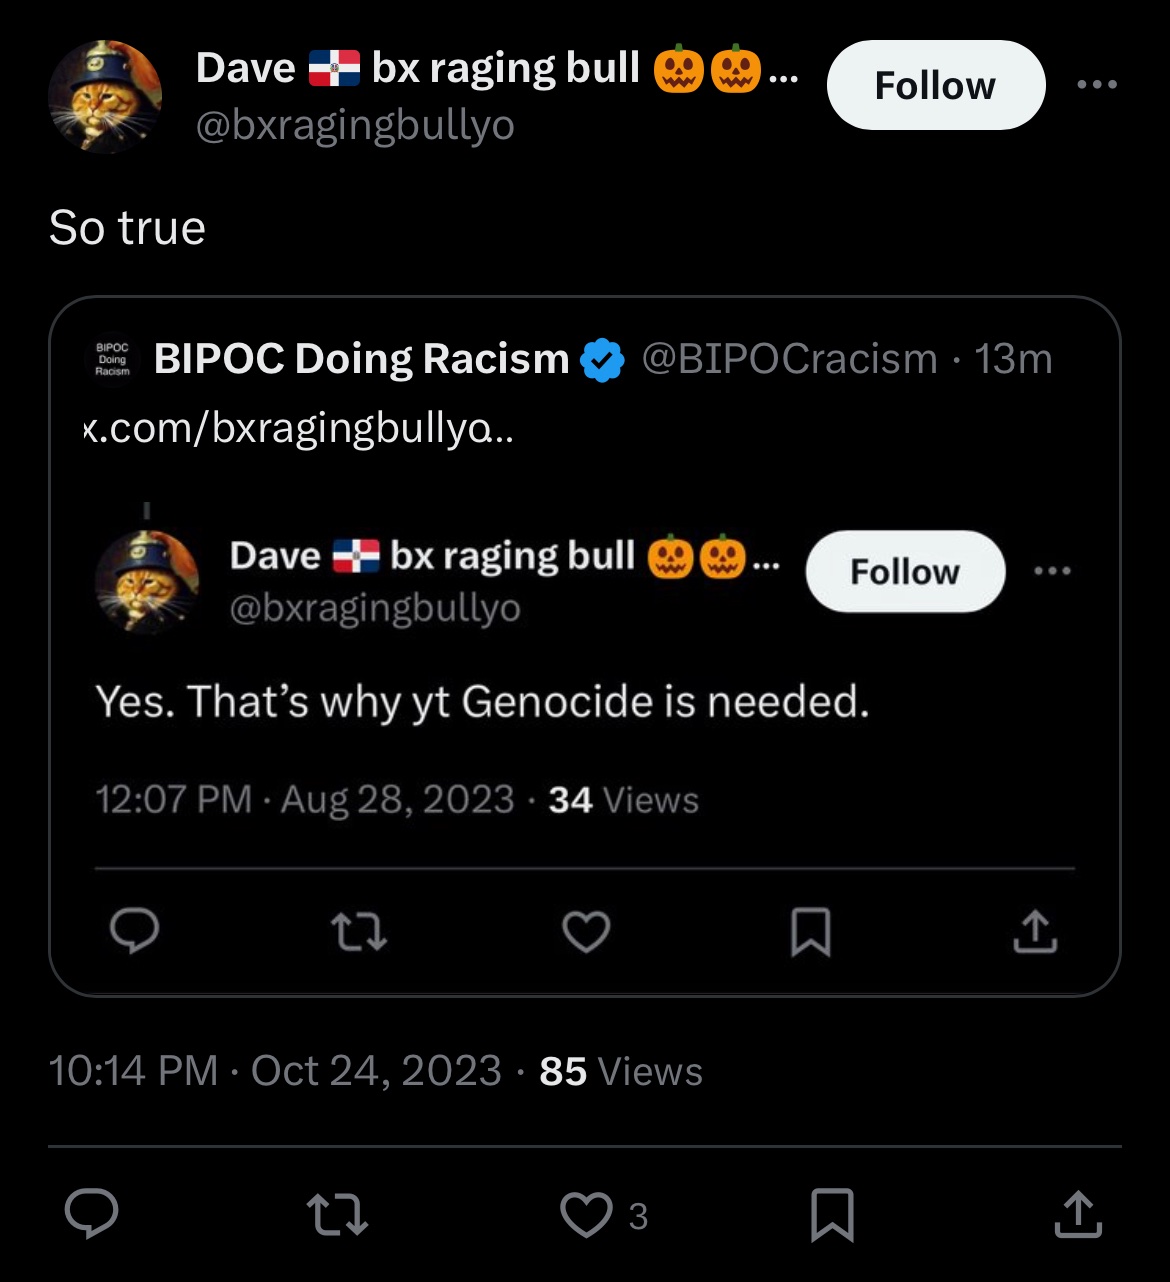 Dave 🇩🇴 bx raging bull 🎃🎃...
Follow
@bxragingbullyo
So true
BIPOC
Doing
Racism
BIPOC Doing Racism @BIPOCracism · 13m
x.com/bxragingbullyo...
Dave 🇩🇴 bx raging bull 🎃🎃...
Follow
@bxragingbullyo
Yes. That’s why yt Genocide is needed.
12:07 PM · Aug 28, 2023 · 34 Views
10:14 PM · Oct 24, 2023 · 85 Views
3